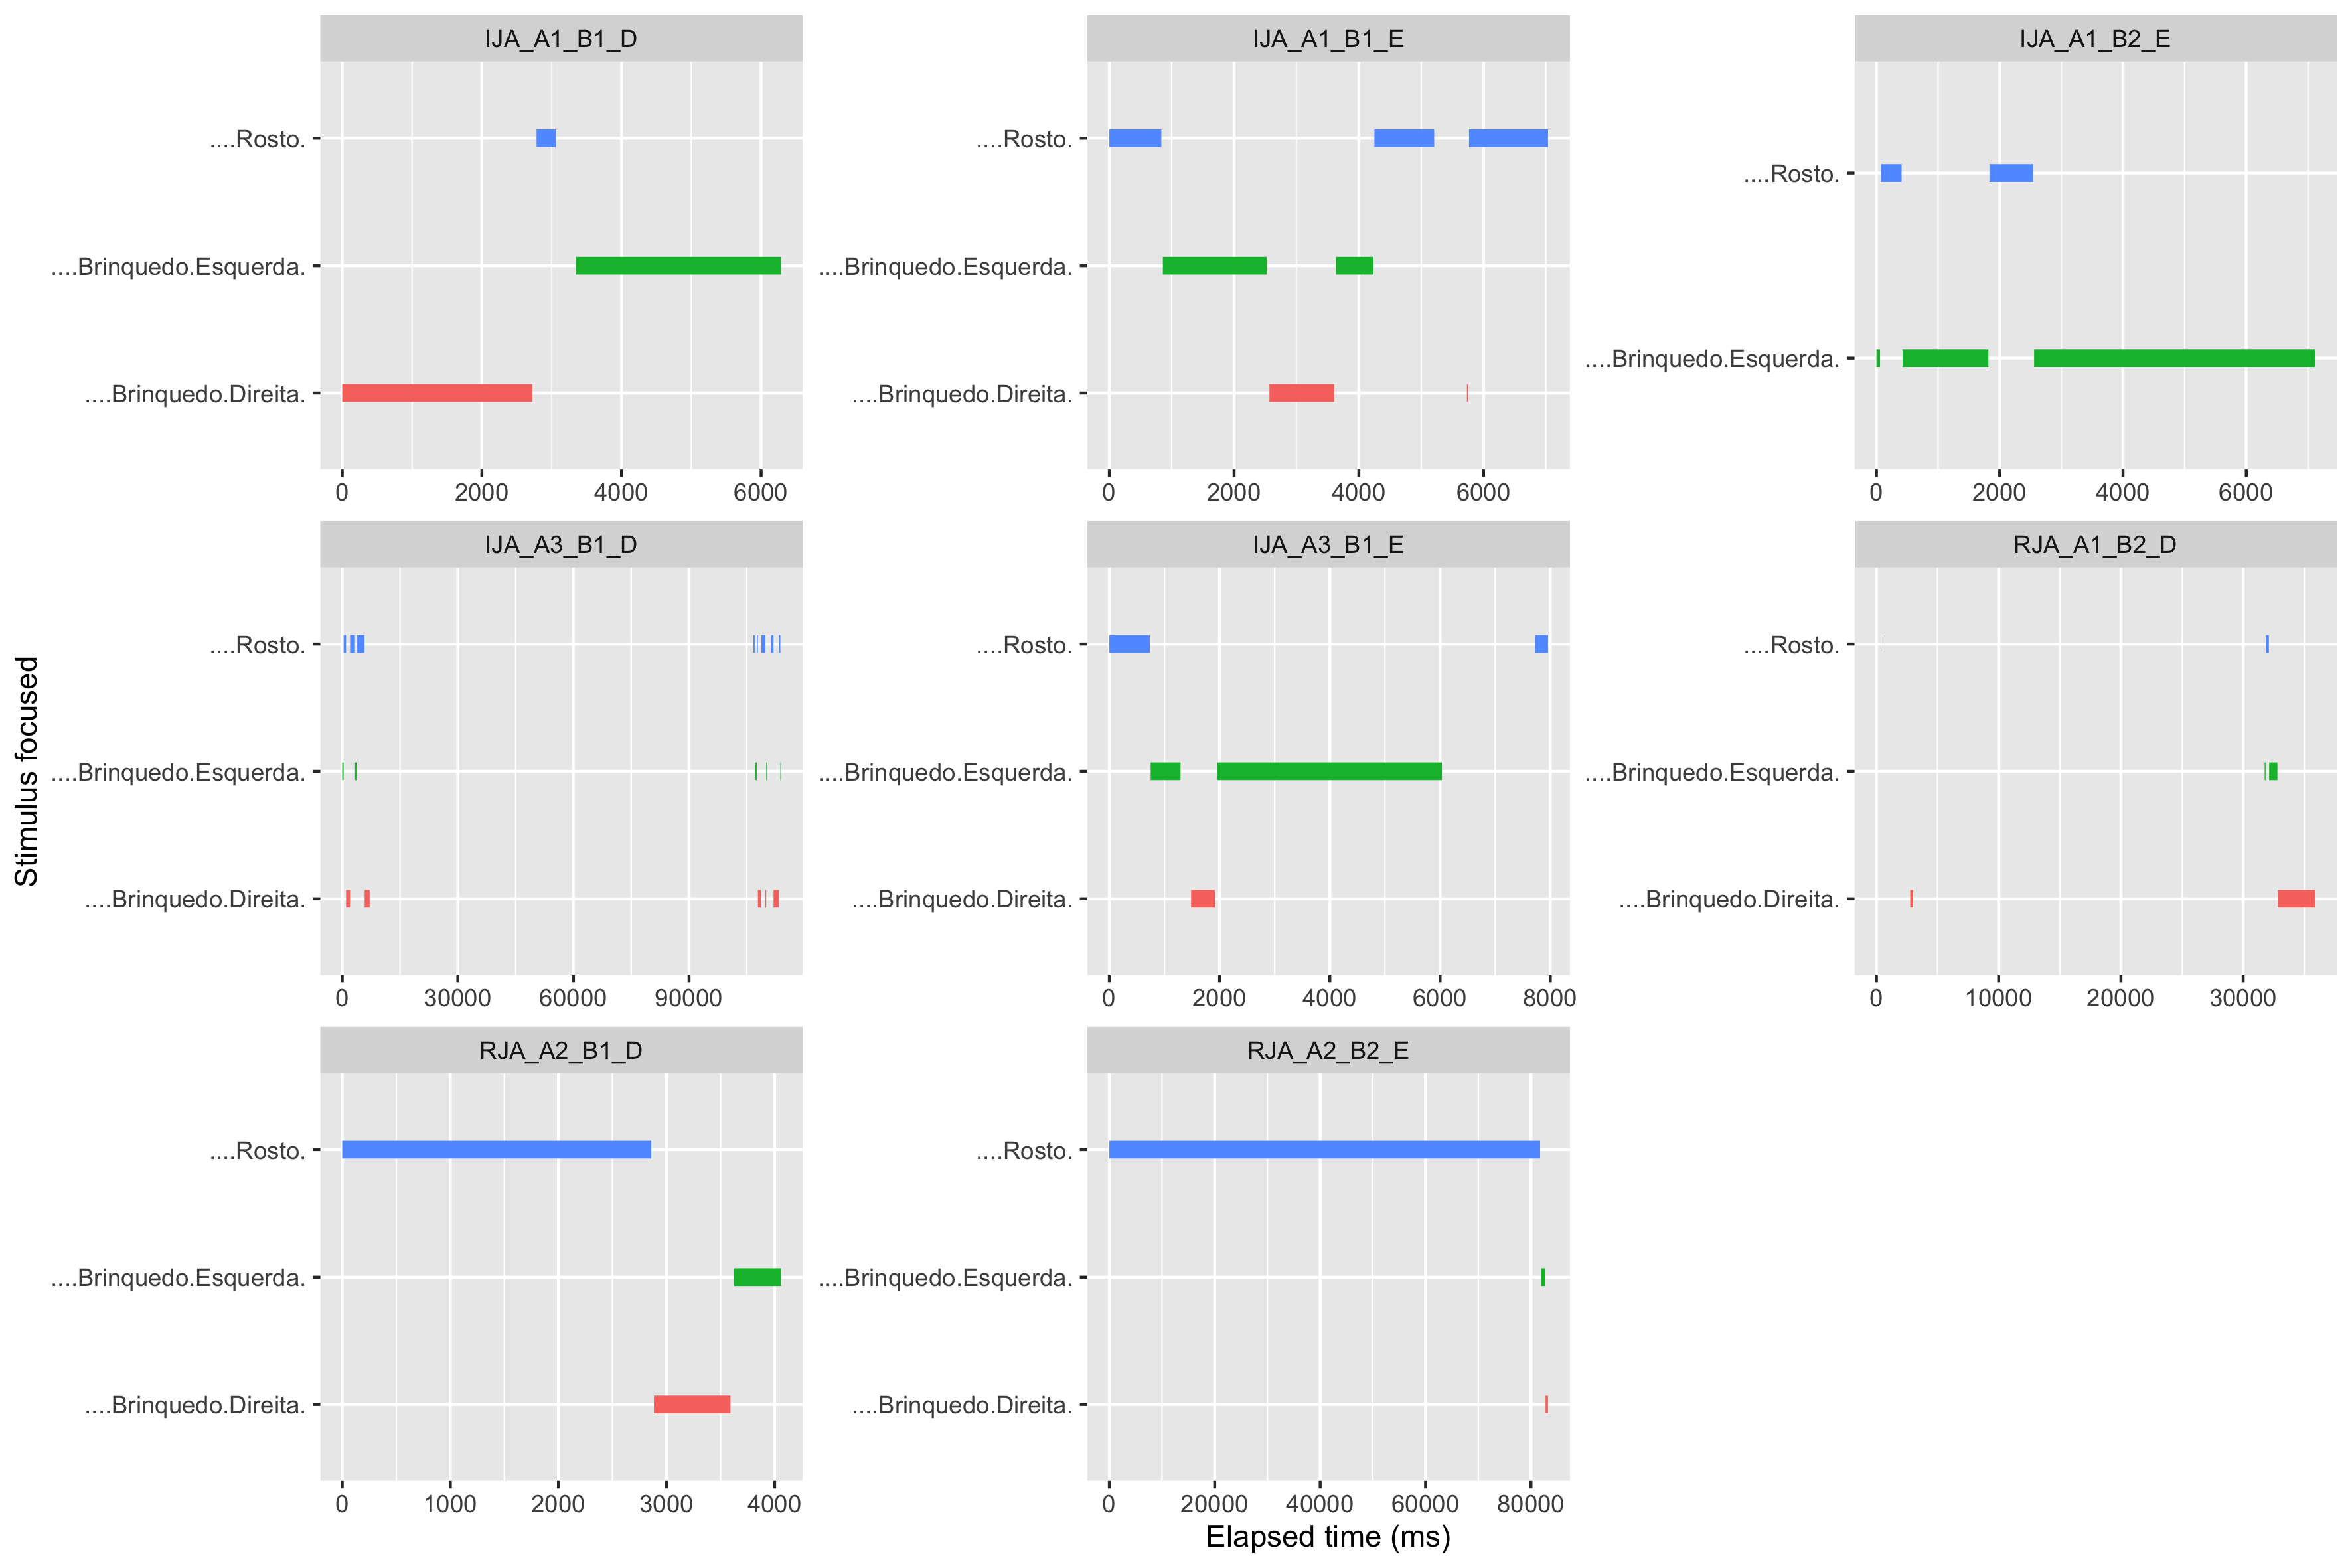 IJA_A1_B1_D
IJA_A1_B1_E
IJA_A1_B2_E
....Rosto.
....Brinquedo.Esquerda.
....Brinquedo.Direita.
0 2000 4000 6000
....Rosto.
....Brinquedo.Esquerda.
....Brinquedo.Direita.
0 2000 4000 6000
....Rosto.
....Brinquedo.Esquerda.
0 2000 4000 6000
Stimulus focused
IJA_A3_B1_D
IJA_A3_B1_E
RJA_A1_B2_D
....Rosto.
....Brinquedo.Esquerda.
....Brinquedo.Direita.
0 30000 60000 90000
....Rosto.
....Brinquedo.Esquerda.
....Brinquedo.Direita.
0 2000 4000 6000 8000
....Rosto.
....Brinquedo.Esquerda.
....Brinquedo.Direita.
0 10000 20000 30000
RJA_A2_B1_D
RJA_A2_B2_E
....Rosto.
....Brinquedo.Esquerda.
....Brinquedo.Direita.
0 1000 2000 3000 4000
....Rosto.
....Brinquedo.Esquerda.
....Brinquedo.Direita.
0 20000 40000 60000 80000
Elapsed time (ms)